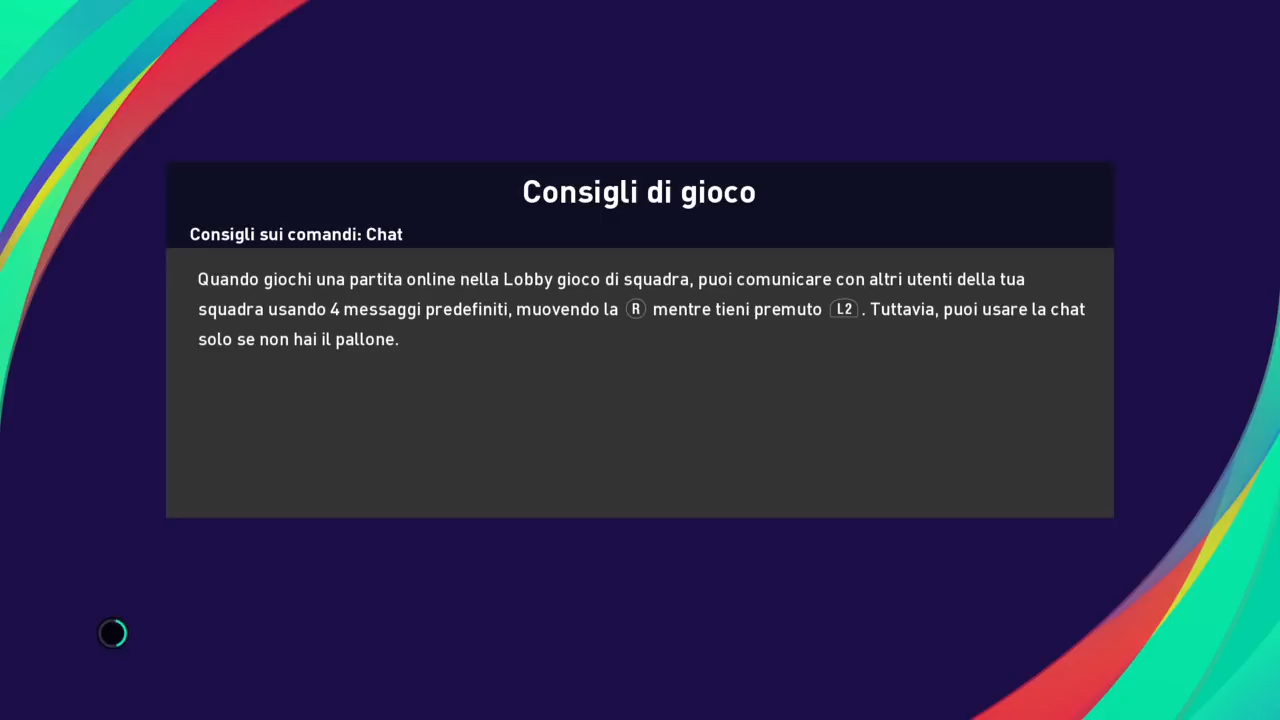 Consigli di gioco
Consigli sui comandi: Chat
Quando giochi una partita online nella Lobby gioco di squadra, puoi comunicare con altri utenti della tua
squadra usando 4 messaggi predefiniti, muovendo la R mentre tieni premuto L2. Tuttavia, puoi usare la chat
solo se non hai il pallone.